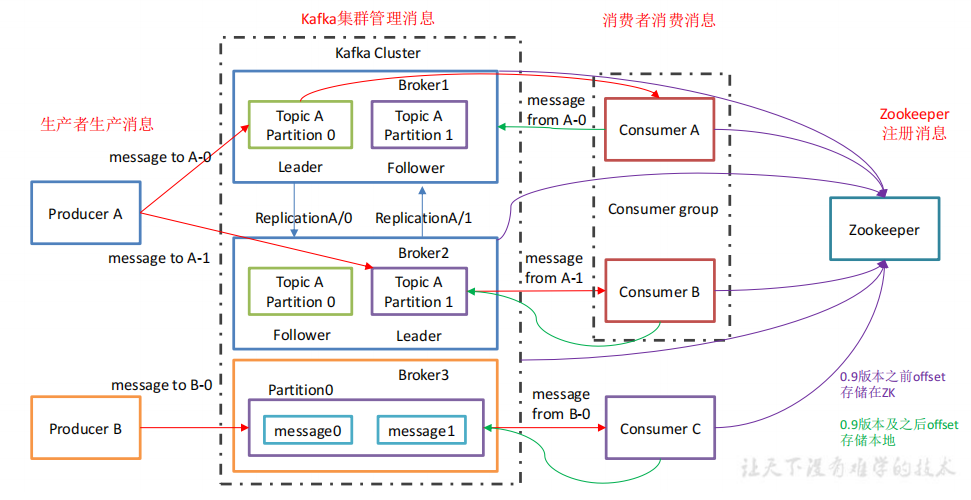 Kafka集群管理消息
消费者消费消息
生产者生产消息
Zookeeper
注册消息
Kafka Cluster
Broker1
Topic A
Partition 0
Topic A
Partition 1
Leader
Follower
message to A-0
message
from A-0
Consumer A
Producer A
ReplicationA/0
ReplicationA/1
Consumer group
Zookeeper
message to A-1
Broker2
Topic A
Partition 0
Topic A
Partition 1
Follower
Leader
message
from A-1
Consumer B
message to B-0
Broker3
Partition0
message0
message1
Producer B
message
from B-0
Consumer C
0.9版本之前offset
存储在ZK
0.9版本及之后offset
存储本地
让天下没有难学的技术